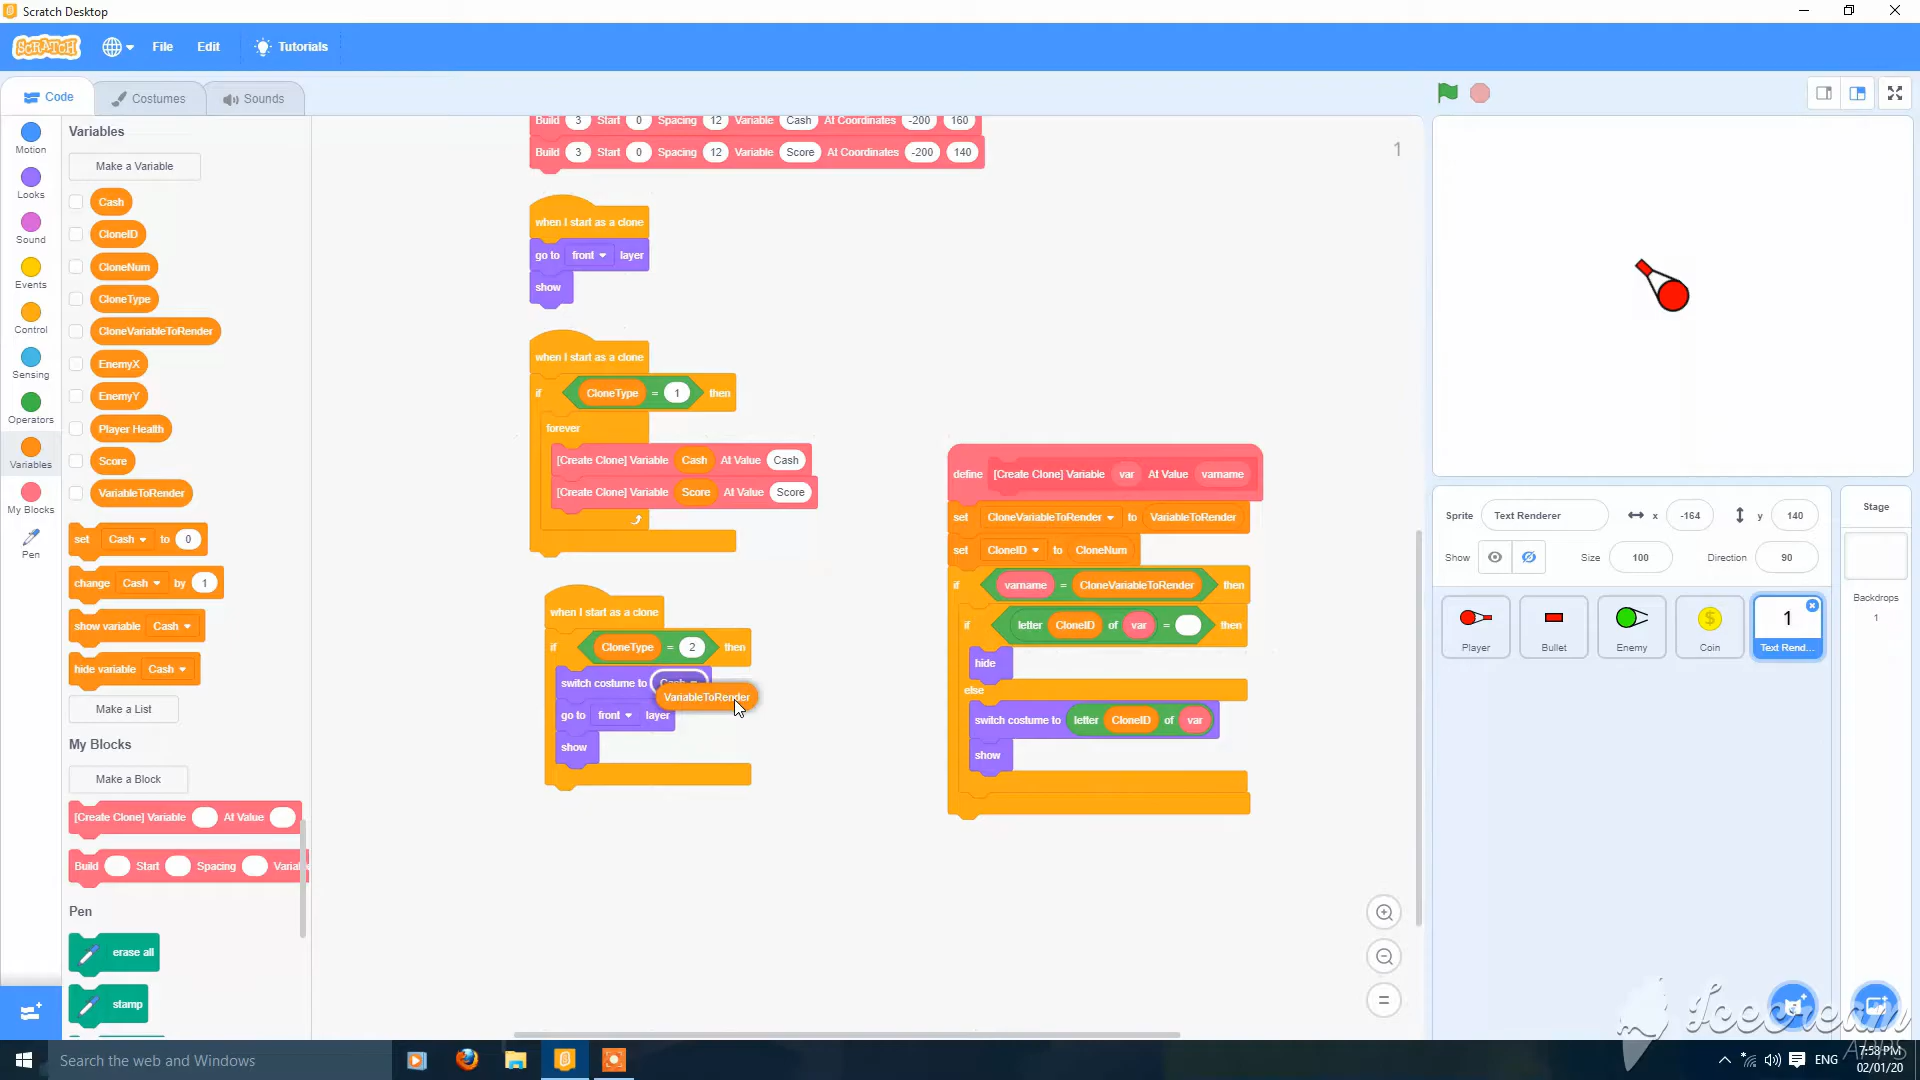 Scratch Desktop
SCRATCH
File
Edit
Tutorials
Code
Costumes
Sounds
Motion
Looks
Sound
Events
Control
Sensing
Operators
Variables
My Blocks
Pen
Variables
Make a Variable
Cash
CloneID
CloneNum
CloneType
CloneVariableToRender
EnemyX
EnemyY
Player Health
Score
VariableToRender
set Cash to 0
change Cash by 1
show variable Cash
hide variable Cash
Make a List
My Blocks
Make a Block
[Create Clone] Variable At Value
Build Start Spacing
Pen
erase all
stamp
Build 3 Start 0 Spacing 12 Variable Cash At Coordinates -200 160
Build 3 Start 0 Spacing 12 Variable Score At Coordinates -200 140
1
when I start as a clone
go to front layer
show
when I start as a clone
if CloneType = 1 then
forever
[Create Clone] Variable Cash At Value Cash
[Create Clone] Variable Score At Value Score
when I start as a clone
if CloneType = 2 then
switch costume to
VariableToRender
go to front layer
show
define [Create Clone] Variable var At Value varname
set CloneVariableToRender to VariableToRender
set CloneID to CloneNum
if varname = CloneVariableToRender then
if letter CloneID of var = then
hide
else
switch costume to letter CloneID of var
show
Sprite Text Renderer x -164 y 140
Show Size 100 Direction 90
Player
Bullet
Enemy
$
Coin
1
Text Rend...
Stage
Backdrops
1
Icecream
APPS
Search the web and Windows
ENG
7:53 PM
02/01/20